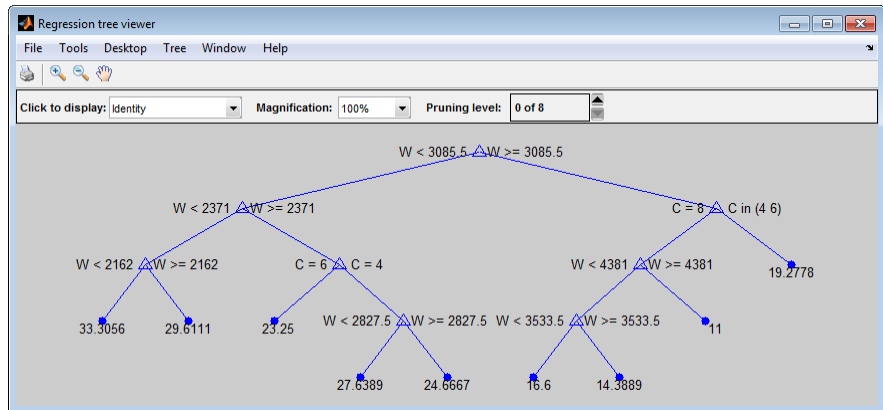 Regression tree viewer
File Tools Desktop Tree Window Help
Click to display: Identity Magnification: 100% Pruning level: 0 of 8
W < 3085.5 W >= 3085.5
W < 2371 W >= 2371 C = 8 C in (4 6)
W < 2162 W >= 2162 C = 6 C = 4 W < 4381 W >= 4381 19.2778
33.3056 29.6111 23.25 W < 2827.5 W >= 2827.5 W < 3533.5 W >= 3533.5 11
27.6389 24.6667 16.6 14.3889